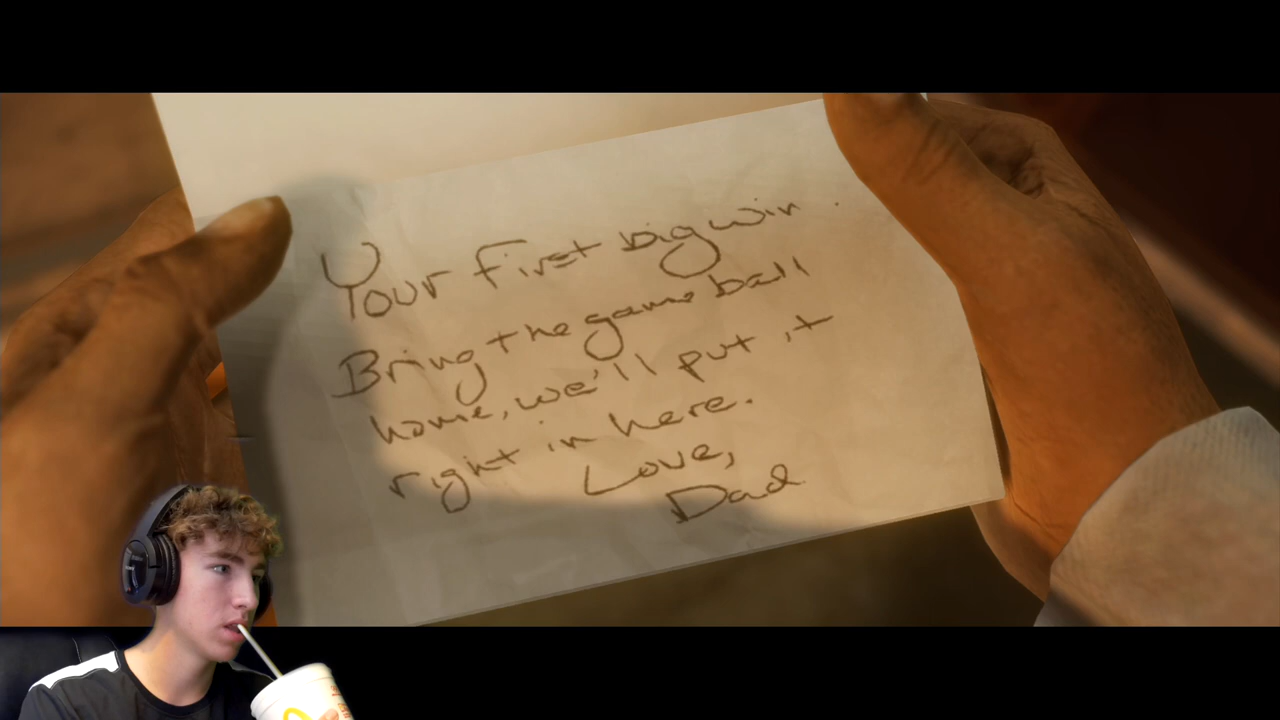 Your first big win.
Bring the game ball
home, we'll put it
right in here.
Love,
Dad